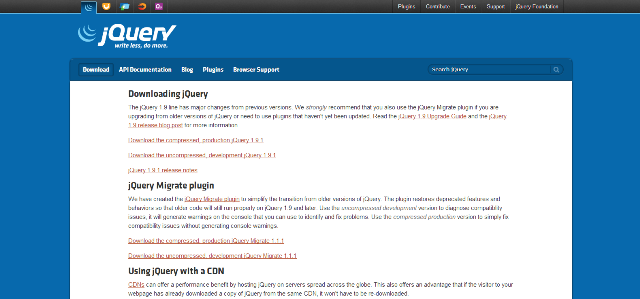 Plugins Contribute Events Support jQuery Foundation
jQuery
write less, do more.
Download API Documentation Blog Plugins Browser Support Search jQuery
Downloading jQuery
The jQuery 1.9 line has major changes from previous versions. We strongly recommend that you also use the jQuery Migrate plugin if you are
upgrading from older versions of jQuery or need to use plugins that haven't yet been updated. Read the jQuery 1.9 Upgrade Guide and the jQuery
1.9 release blog post for more information.
Download the compressed, production jQuery 1.9.1
Download the uncompressed, development jQuery 1.9.1
jQuery 1.9.1 release notes
jQuery Migrate plugin
We have created the jQuery Migrate plugin to simplify the transition from older versions of jQuery. The plugin restores deprecated features and
behaviors so that older code will still run properly on jQuery 1.9 and later. Use the uncompressed development version to diagnose compatibility
issues, it will generate warnings on the console that you can use to identify and fix problems. Use the compressed production version to simply fix
compatibility issues without generating console warnings.
Download the compressed, production jQuery Migrate 1.1.1
Download the uncompressed, development jQuery Migrate 1.1.1
Using jQuery with a CDN
CDNs can offer a performance benefit by hosting jQuery on servers spread across the globe. This also offers an advantage that if the visitor to your
webpage has already downloaded a copy of jQuery from the same CDN, it won't have to be re-downloaded.